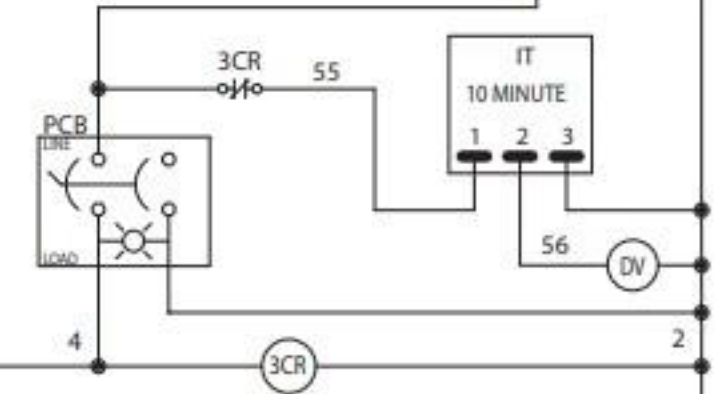 3CR
55
IT
10 MINUTE
1 2 3
PCB
LINE
LOAD
56
DV
4
2
3CR